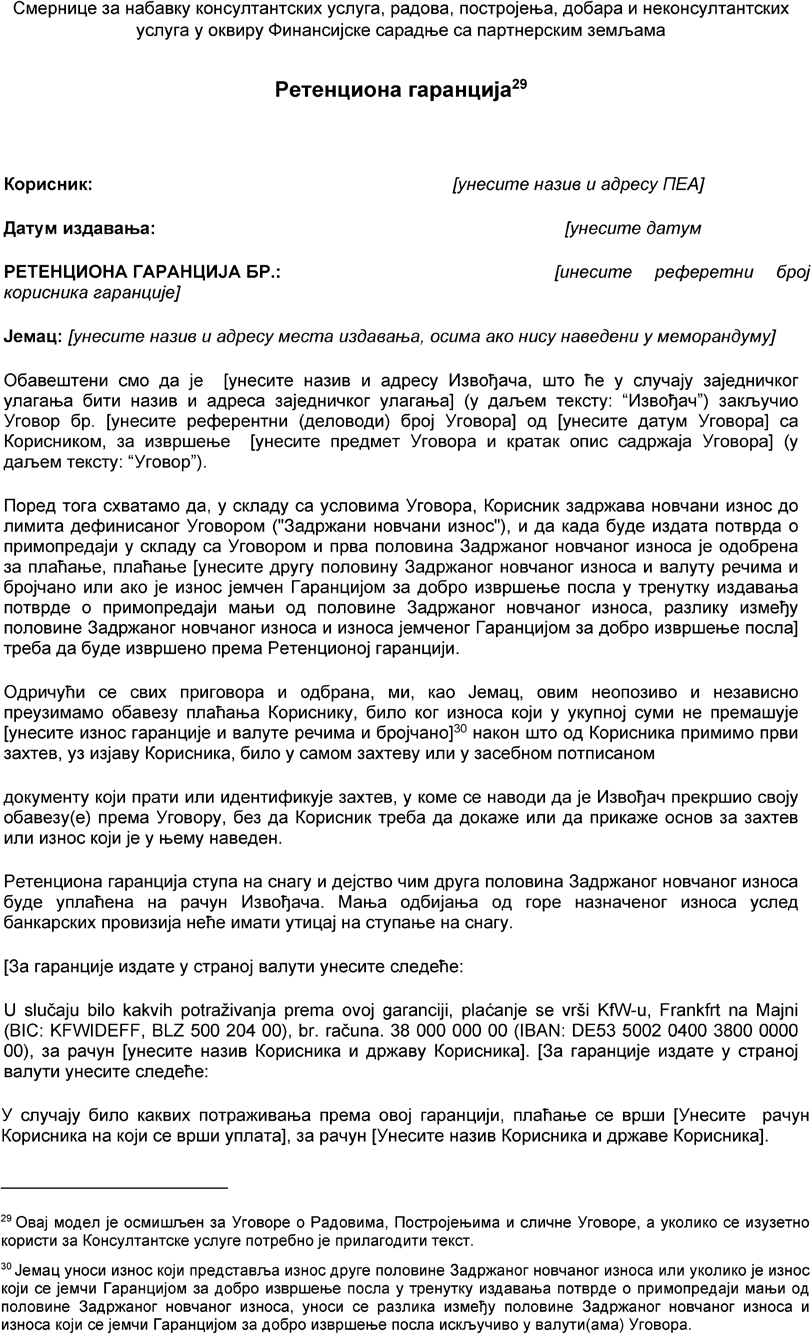 Смернице за набавку консултантских услуга, радова, постројења, добара и неконсултантских
услуга у оквиру Финансијске сарадње са партнерским земљама
Ретенциона гаранција29
Корисник: [унесите назив и адресу ПЕА]
Датум издавања: [унесите датум
РЕТЕНЦИОНА ГАРАНЦИЈА БР.: [инесите реферетни број
корисника гаранције]
Јемац: [унесите назив и адресу места издавања, осима ако нису наведени у меморандуму]
Обавештени смо да је [унесите назив и адресу Извођача, што ће у случају заједничког
улагања бити назив и адреса заједничког улагања] (у даљем тексту: “Извођач”) закључио
Уговор бр. [унесите референтни (деловоди) број Уговора] од [унесите датум Уговора] са
Корисником, за извршење [унесите предмет Уговора и кратак опис садржаја Уговора] (у
даљем тексту: “Уговор”).
Поред тога схватамо да, у складу са условима Уговора, Корисник задржава новчани износ до
лимита дефинисаног Уговором ("Задржани новчани износ"), и да када буде издата потврда о
примопредаји у складу са Уговором и прва половина Задржаног новчаног износа је одобрена
за плаћање, плаћање [унесите другу половину Задржаног новчаног износа и валуту речима и
бројчано или ако је износ јемчен Гаранцијом за добро извршење посла у тренутку издавања
потврде о примопредаји мањи од половине Задржаног новчаног износа, разлику између
половине Задржаног новчаног износа и износа јемченог Гаранцијом за добро извршење посла]
треба да буде извршено према Ретенционој гаранцији.
Одричући се свих приговора и одбрана, ми, као Јемац, овим неопозиво и независно
преузимамо обавезу плаћања Кориснику, било ког износа који у укупној суми не премашује
[унесите износ гаранције и валуте речима и бројчано]30 након што од Корисника примимо први
захтев, уз изјаву Корисника, било у самом захтеву или у засебном потписаном
документу који прати или идентификује захтев, у коме се наводи да је Извођач прекршио своју
обавезу(е) према Уговору, без да Корисник треба да докаже или да прикаже основ за захтев
или износ који је у њему наведен.
Ретенциона гаранција ступа на снагу и дејство чим друга половина Задржаног новчаног износа
буде уплаћена на рачун Извођача. Мања одбијања од горе назначеног износа услед
банкарских провизија неће имати утицај на ступање на снагу.
[За гаранције издате у страној валути унесите следеће:
U slučaju bilo kakvih potraživanja prema ovoj garanciji, plaćanje se vrši KfW-u, Frankfrt na Majni
(BIC: KFWIDEFF, BLZ 500 204 00), br. računa. 38 000 000 00 (IBAN: DE53 5002 0400 3800 0000
00), за рачун [унесите назив Корисника и државу Корисника]. [За гаранције издате у страној
валути унесите следеће:
У случају било каквих потраживања према овој гаранцији, плаћање се врши [Унесите рачун
Корисника на који се врши уплата], за рачун [Унесите назив Корисника и државе Корисника].
29 Овај модел је осмишљен за Уговоре о Радовима, Постројењима и сличне Уговоре, а уколико се изузетно
користи за Консултантске услуге потребно је прилагодити текст.
30 Јемац уноси износ који представља износ друге половине Задржаног новчаног износа или уколико је износ
који се јемчи Гаранцијом за добро извршење посла у тренутку издавања потврде о примопредаји мањи од
половине Задржаног новчаног износа, уноси се разлика између половине Задржаног новчаног износа и
износа који се јемчи Гаранцијом за добро извршење посла искључиво у валути(ама) Уговора.